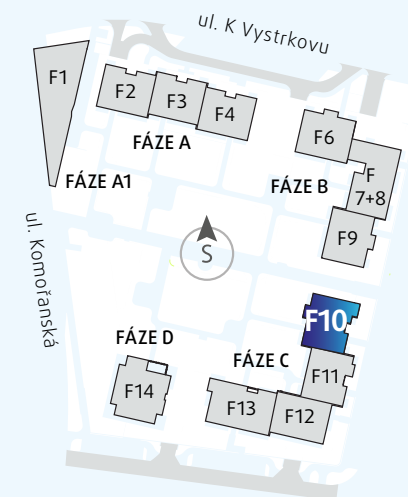 ul. K Vystrkovu
F1
F2
F3
F4
FÁZE A
F6
FÁZE A1
FÁZE B
F
7+8
F9
ul. Komořanská
S
F10
FÁZE D
FÁZE C
F11
F14
F13
F12